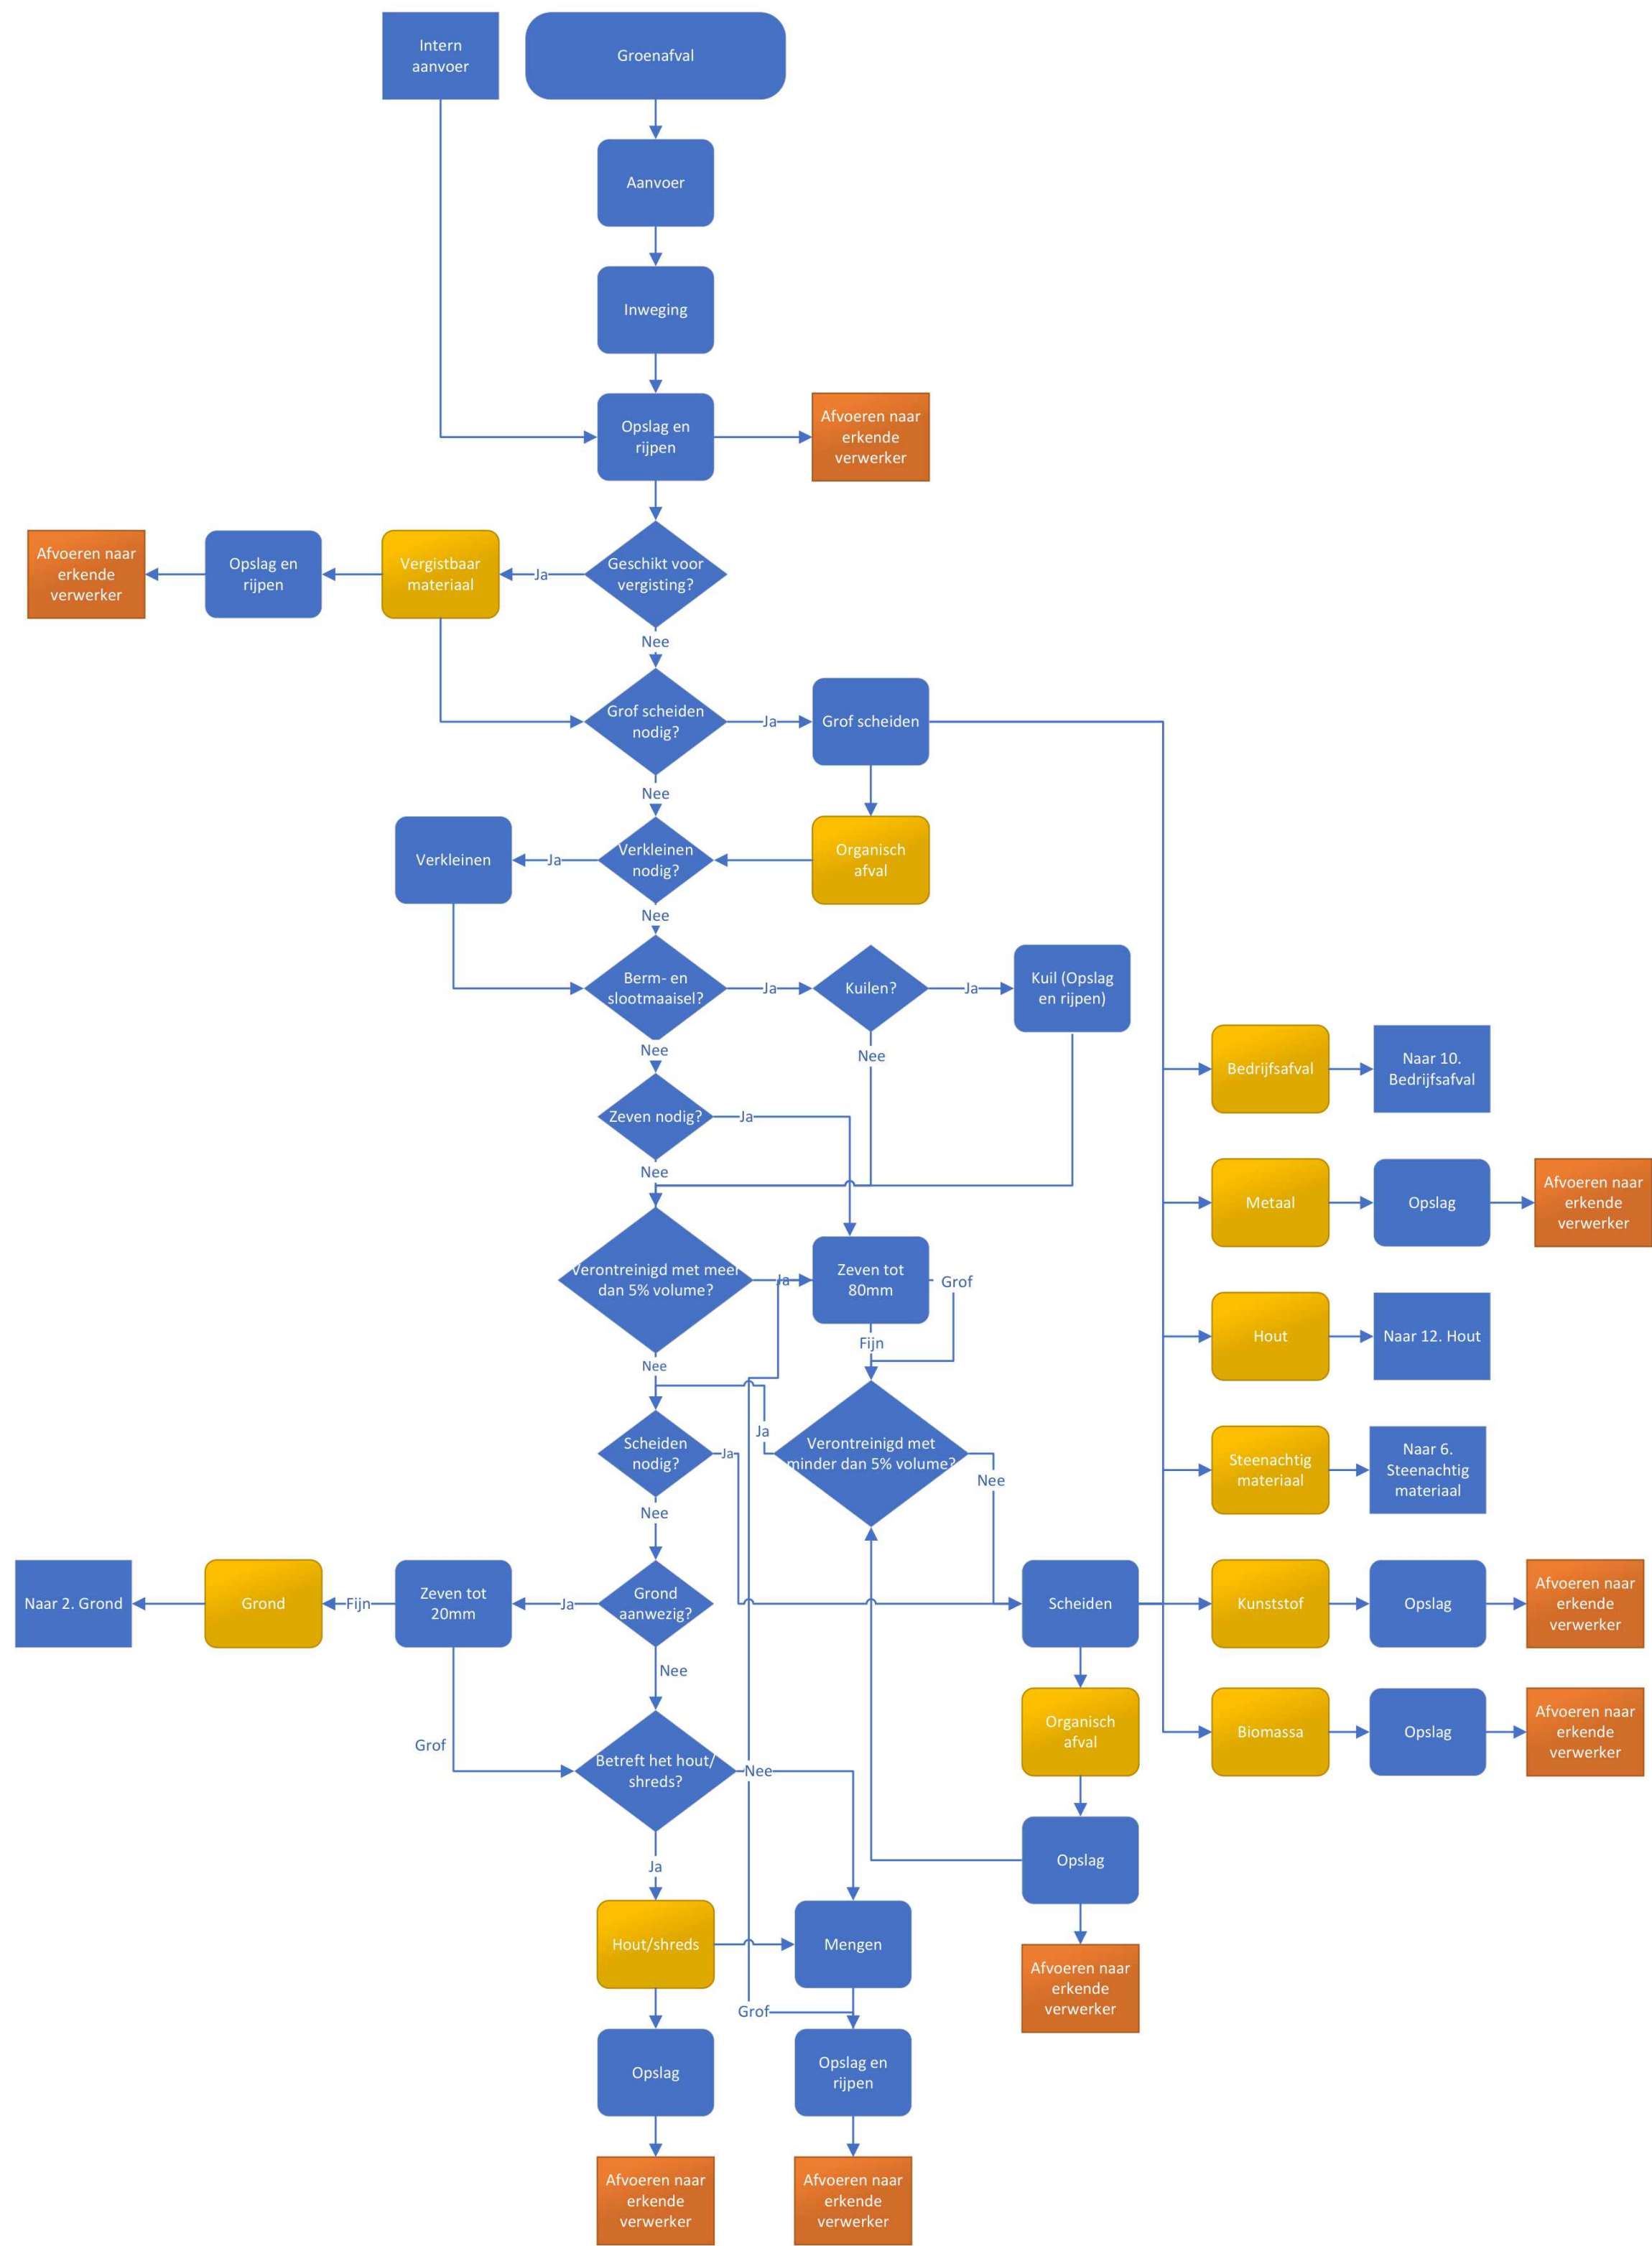 Intern
aanvoer
Groenafval
Aanvoer
Inweging
Opslag en
rijpen
Afvoeren naar
erkende
verwerker
Afvoeren naar
erkende
verwerker
Opslag en
rijpen
Vergistbaar
materiaal
Ja
Geschikt voor
vergisting?
Nee
Grof scheiden
nodig?
Ja
Grof scheiden
Nee
Verkleinen
Ja
Verkleinen
nodig?
Organisch
afval
Nee
Berm- en
slootmaaisel?
Ja
Kuilen?
Ja
Kuil (Opslag
en rijpen)
Nee
Nee
Bedrijfsafval
Naar 10.
Bedrijfsafval
Zeven nodig?
Ja
Nee
Metaal
Opslag
Afvoeren naar
erkende
verwerker
Verontreinigd met meer
dan 5% volume?
Ja
Zeven tot
80mm
Grof
Fijn
Nee
Hout
Naar 12. Hout
Scheiden
nodig?
Ja
Ja
Verontreinigd met
minder dan 5% volume?
Nee
Nee
Steenachtig
materiaal
Naar 6.
Steenachtig
materiaal
Naar 2. Grond
Grond
Fijn
Zeven tot
20mm
Ja
Grond
aanwezig?
Scheiden
Kunststof
Opslag
Afvoeren naar
erkende
verwerker
Nee
Grof
Betreft het hout/
shreds?
Nee
Organisch
afval
Biomassa
Opslag
Afvoeren naar
erkende
verwerker
Ja
Opslag
Hout/shreds
Mengen
Afvoeren naar
erkende
verwerker
Grof
Opslag
Opslag en
rijpen
Afvoeren naar
erkende
verwerker
Afvoeren naar
erkende
verwerker